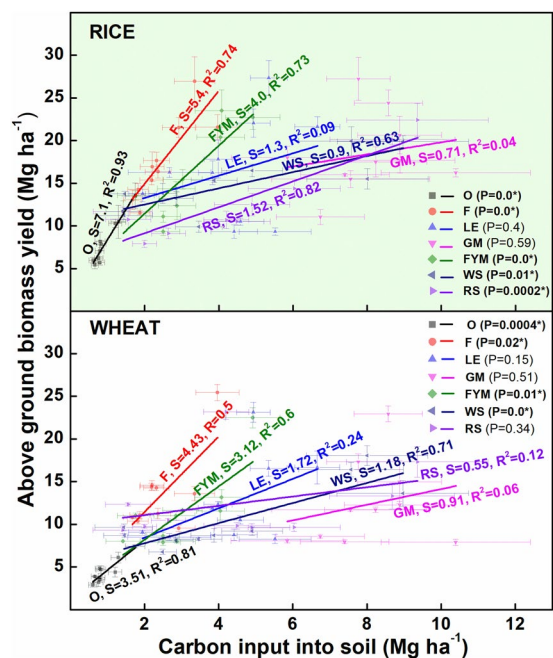 RICE
35
30
25
20
15
10
5
O, S=7.1, R²=0.93
F, S=5.4, R²=0.74
FYM, S=4.0, R²=0.73
LE, S=1.3, R²=0.09
WS, S=0.9, R²=0.63
GM, S=0.71, R²=0.04
RS, S=1.52, R²=0.82
O (P=0.0*)
F (P=0.0*)
LE (P=0.4)
GM (P=0.59)
FYM (P=0.0*)
WS (P=0.01*)
RS (P=0.0002*)
Above ground biomass yield (Mg ha⁻¹)
WHEAT
30
25
20
15
10
5
O, S=3.51, R²=0.81
F, S=4.43, R=0.5
FYM, S=3.12, R²=0.6
LE, S=1.72, R²=0.24
WS, S=1.18, R²=0.71
RS, S=0.55, R²=0.12
GM, S=0.91, R²=0.06
O (P=0.0004*)
F (P=0.02*)
LE (P=0.15)
GM (P=0.51)
FYM (P=0.01*)
WS (P=0.0*)
RS (P=0.34)
2 4 6 8 10 12
Carbon input into soil (Mg ha⁻¹)